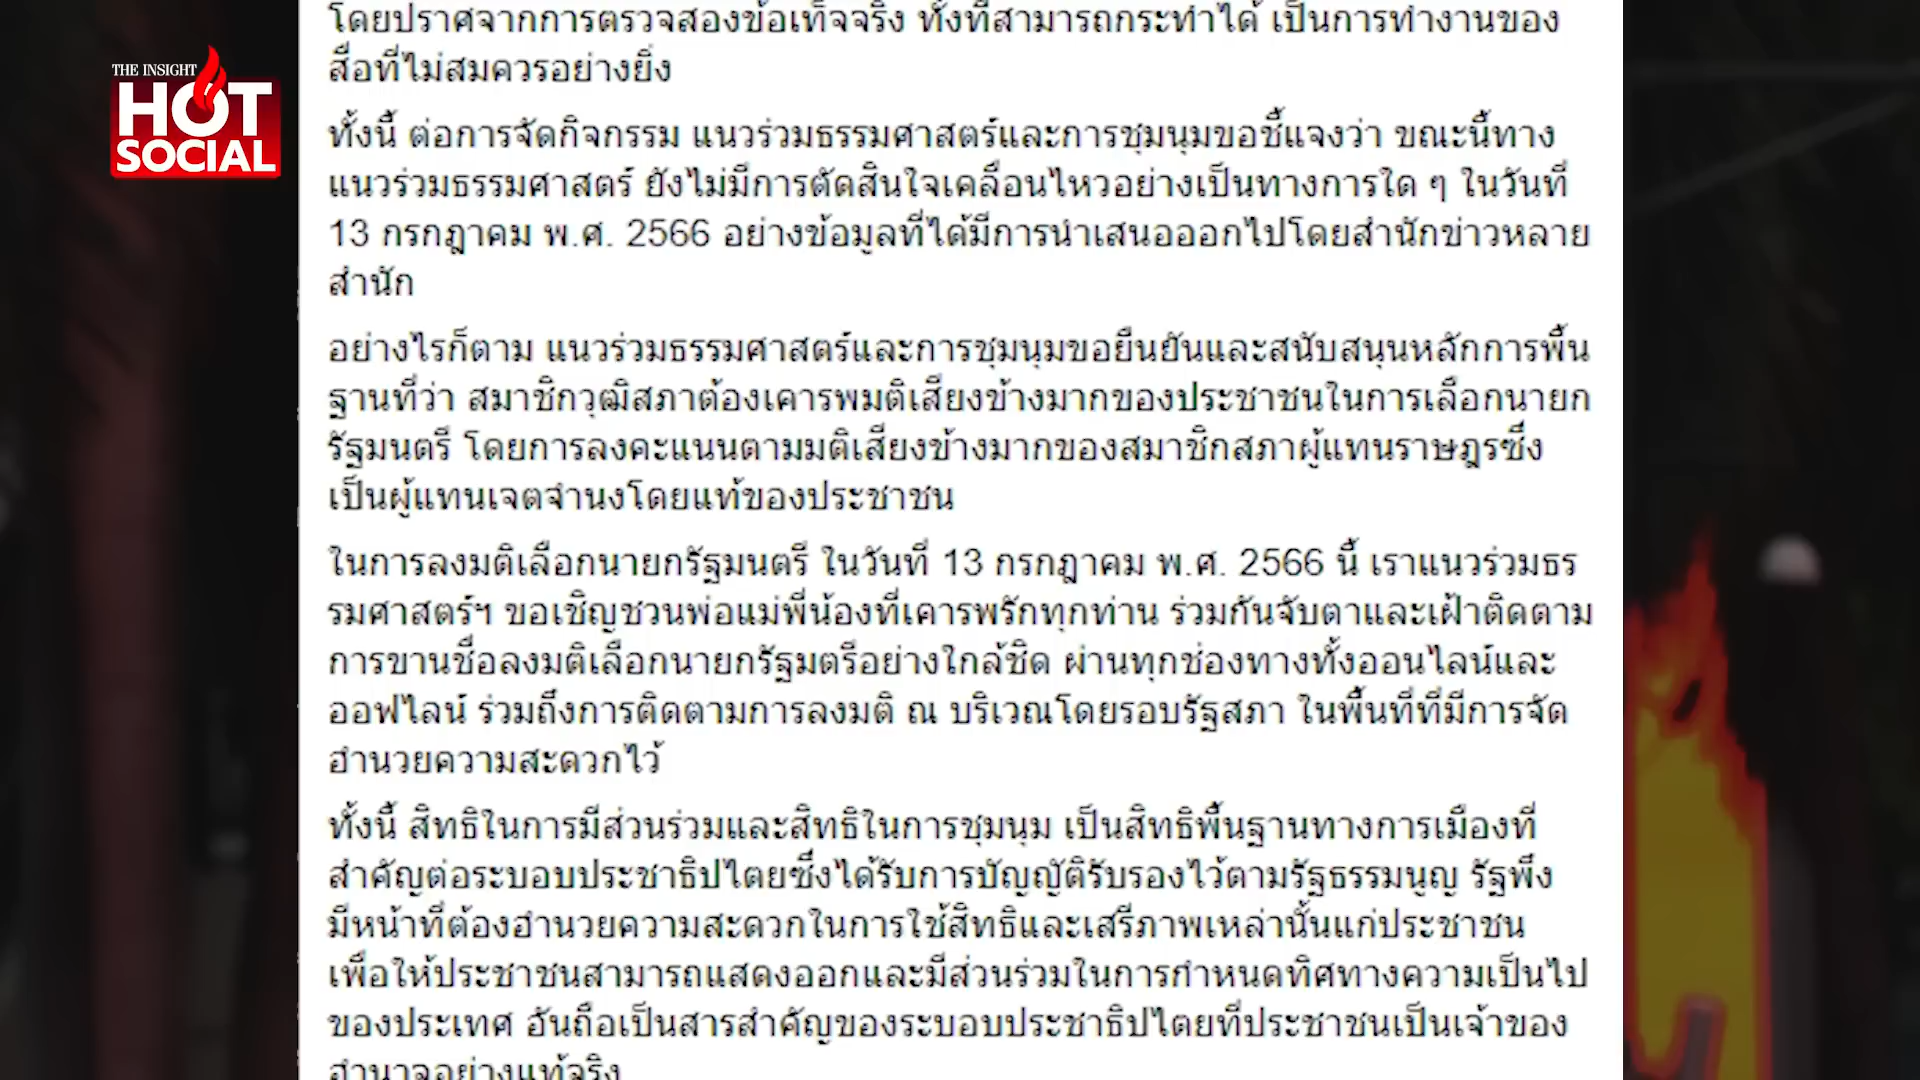 THE INSIGHT
HOT
SOCIAL
โดยปราศจากการตรวจสองข้อเท็จจริง ทั้งที่สามารถกระทำได้ เป็นการทำงานของ
สื่อที่ไม่สมควรอย่างยิ่ง
ทั้งนี้ ต่อการจัดกิจกรรม แนวร่วมธรรมศาสตร์และการชุมนุมขอชี้แจงว่า ขณะนี้ทาง
แนวร่วมธรรมศาสตร์ ยังไม่มีการตัดสินใจเคลื่อนไหวอย่างเป็นทางการใด ๆ ในวันที่
13 กรกฎาคม พ.ศ. 2566 อย่างข้อมูลที่ได้มีการนำเสนอออกไปโดยสำนักข่าวหลาย
สำนัก
อย่างไรก็ตาม แนวร่วมธรรมศาสตร์และการชุมนุมขอยืนยันและสนับสนุนหลักการพื้น
ฐานที่ว่า สมาชิกวุฒิสภาต้องเคารพมติเสียงข้างมากของประชาชนในการเลือกนายก
รัฐมนตรี โดยการลงคะแนนตามมติเสียงข้างมากของสมาชิกสภาผู้แทนราษฎรซึ่ง
เป็นผู้แทนเจตจำนงโดยแท้ของประชาชน
ในการลงมติเลือกนายกรัฐมนตรี ในวันที่ 13 กรกฎาคม พ.ศ. 2566 นี้ เราแนวร่วมธร
รมศาสตร์ฯ ขอเชิญชวนพ่อแม่พี่น้องที่เคารพรักทุกท่าน ร่วมกันจับตาและเฝ้าติดตาม
การขานชื่อลงมติเลือกนายกรัฐมตรีอย่างใกล้ชิด ผ่านทุกช่องทางทั้งออนไลน์และ
ออฟไลน์ ร่วมถึงการติดตามการลงมติ ณ บริเวณโดยรอบรัฐสภา ในพื้นที่ที่มีการจัด
อำนวยความสะดวกไว้
ทั้งนี้ สิทธิในการมีส่วนร่วมและสิทธิในการชุมนุม เป็นสิทธิพื้นฐานทางการเมืองที่
สำคัญต่อระบอบประชาธิปไตยซึ่งได้รับการบัญญัติรับรองไว้ตามรัฐธรรมนูญ รัฐพึง
มีหน้าที่ต้องอำนวยความสะดวกในการใช้สิทธิและเสรีภาพเหล่านั้นแก่ประชาชน
เพื่อให้ประชาชนสามารถแสดงออกและมีส่วนร่วมในการกำหนดทิศทางความเป็นไป
ของประเทศ อันถือเป็นสารสำคัญของระบอบประชาธิปไตยที่ประชาชนเป็นเจ้าของ
อำนาจอย่างแท้จริง